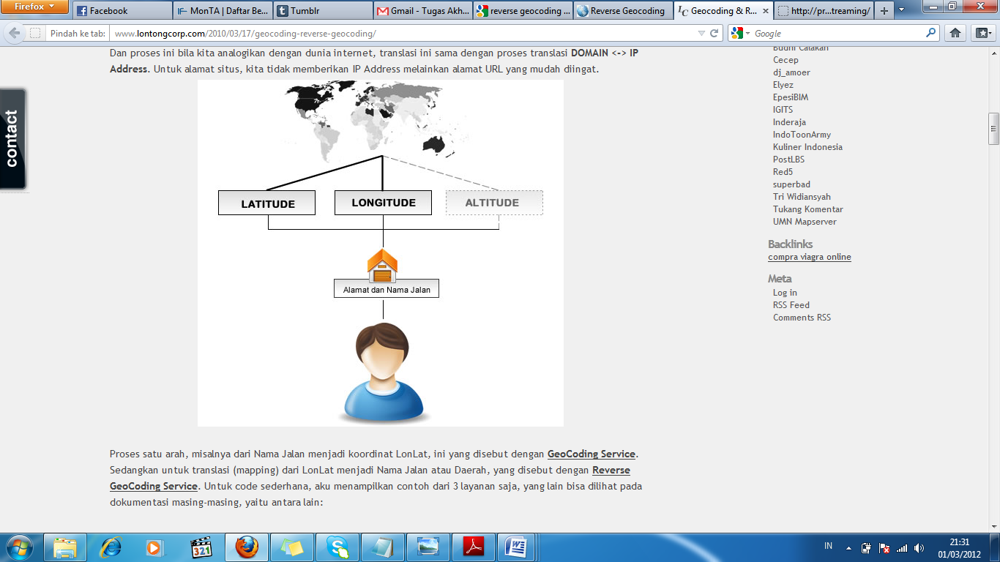 Firefox
Facebook
MonTA | Daftar Be...
Tumblr
Gmail - Tugas Akh...
reverse geocoding ...
Reverse Geocoding
IC Geocoding & R...
http://pr...treaming/
Pindah ke tab:
www.lontongcorp.com/2010/03/17/geocoding-reverse-geocoding/
Google
contact
Dan proses ini bila kita analogikan dengan dunia internet, translasi ini sama dengan proses translasi DOMAIN <-> IP
Address. Untuk alamat situs, kita tidak memberikan IP Address melainkan alamat URL yang mudah diingat.
LATITUDE
LONGITUDE
ALTITUDE
Alamat dan Nama Jalan
Proses satu arah, misalnya dari Nama Jalan menjadi koordinat LonLat, ini yang disebut dengan GeoCoding Service.
Sedangkan untuk translasi (mapping) dari LonLat menjadi Nama Jalan atau Daerah, yang disebut dengan Reverse
GeoCoding Service. Untuk code sederhana, aku menampilkan contoh dari 3 layanan saja, yang lain bisa dilihat pada
dokumentasi masing-masing, yaitu antara lain:
Budhi Calakan
Cecep
dj_amoer
Elyez
EpesiBIM
IGITS
Inderaja
IndoToonArmy
Kuliner Indonesia
PostLBS
Red5
superbad
Tri Widiansyah
Tukang Komentar
UMN Mapserver
Backlinks
compra viagra online
Meta
Log in
RSS Feed
Comments RSS
321
IN
21:31
01/03/2012